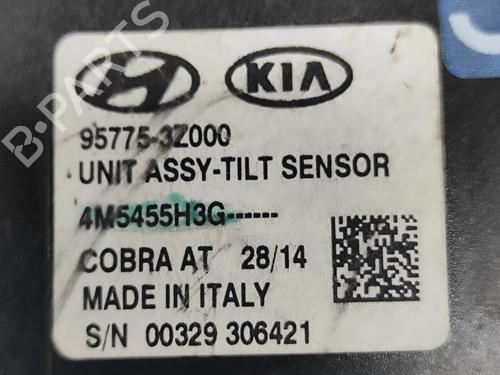 KIA
95775-3Z000
UNIT ASSY-TILT SENSOR
4M5455H3G------
COBRA AT 28/14
MADE IN ITALY
S/N 00329 306421
B-PARTS